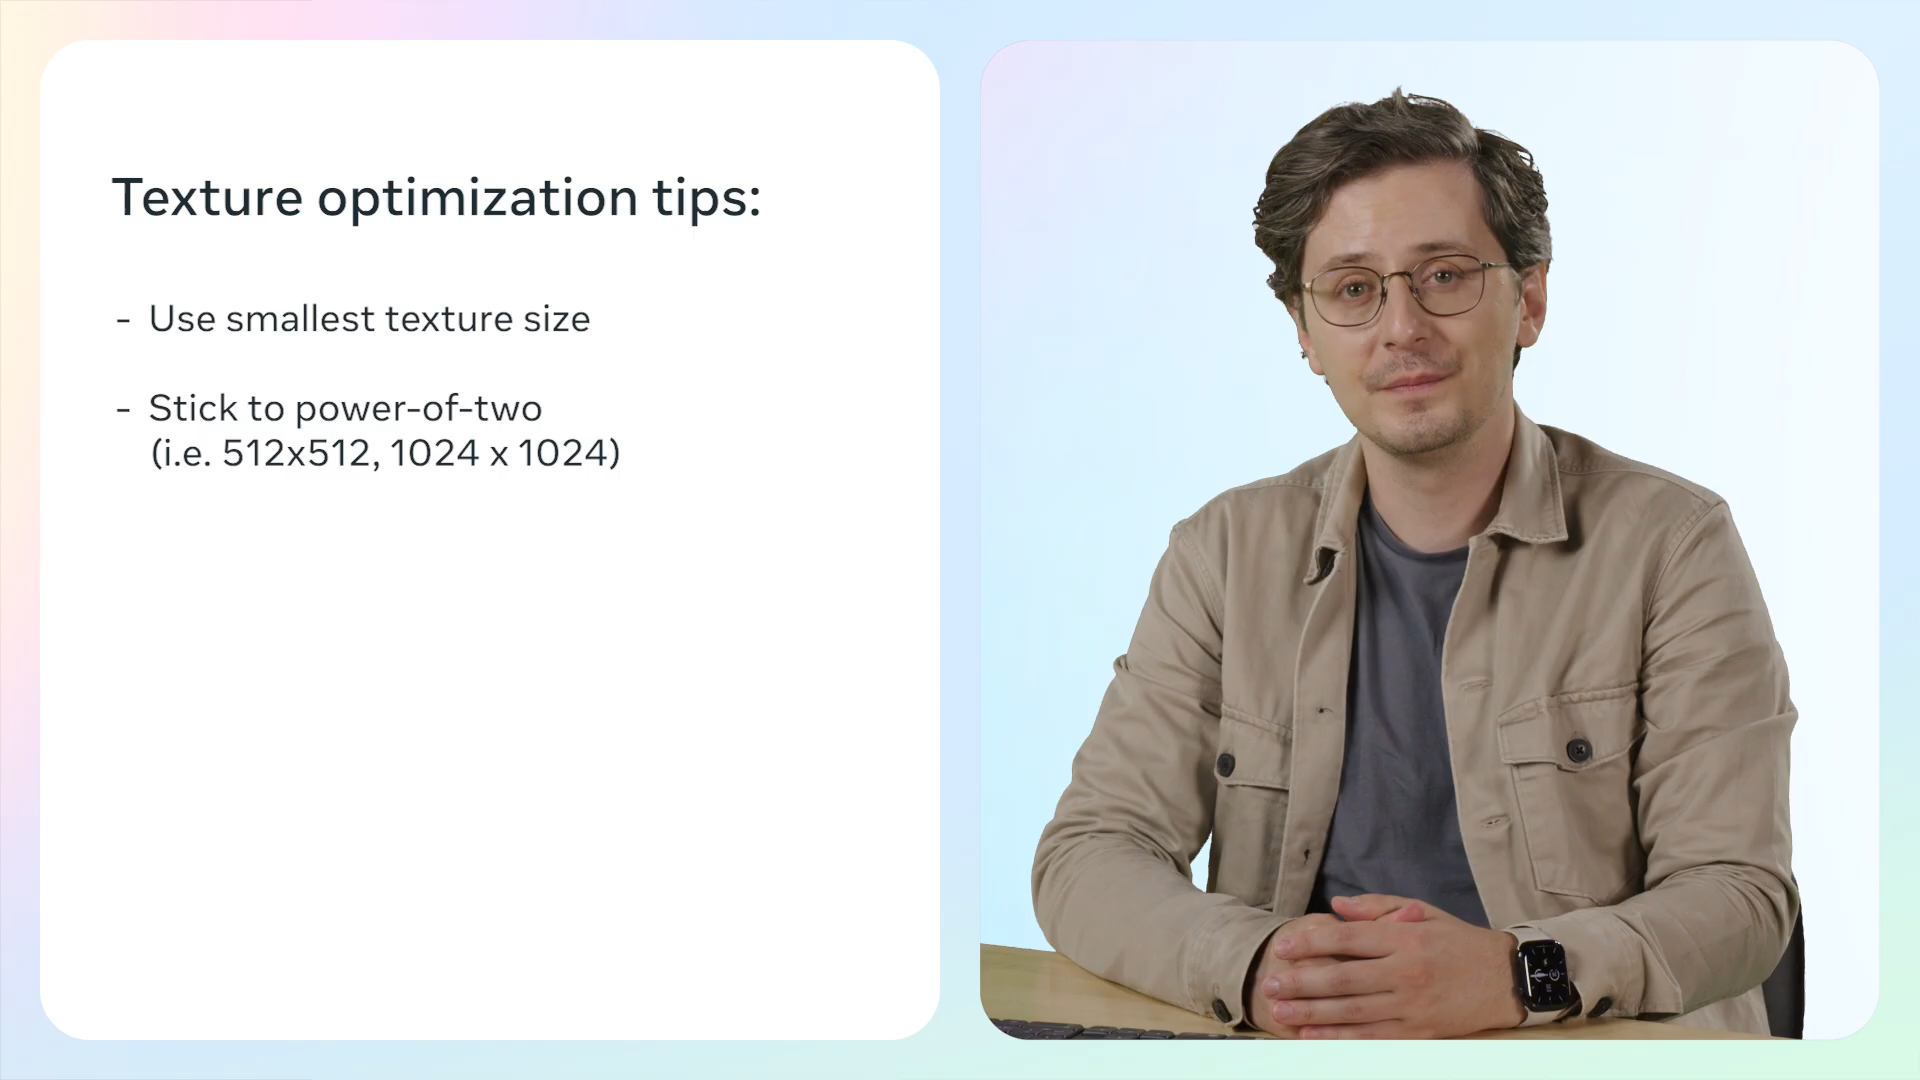 Texture optimization tips:
- Use smallest texture size
- Stick to power-of-two
(i.e. 512x512, 1024 x 1024)